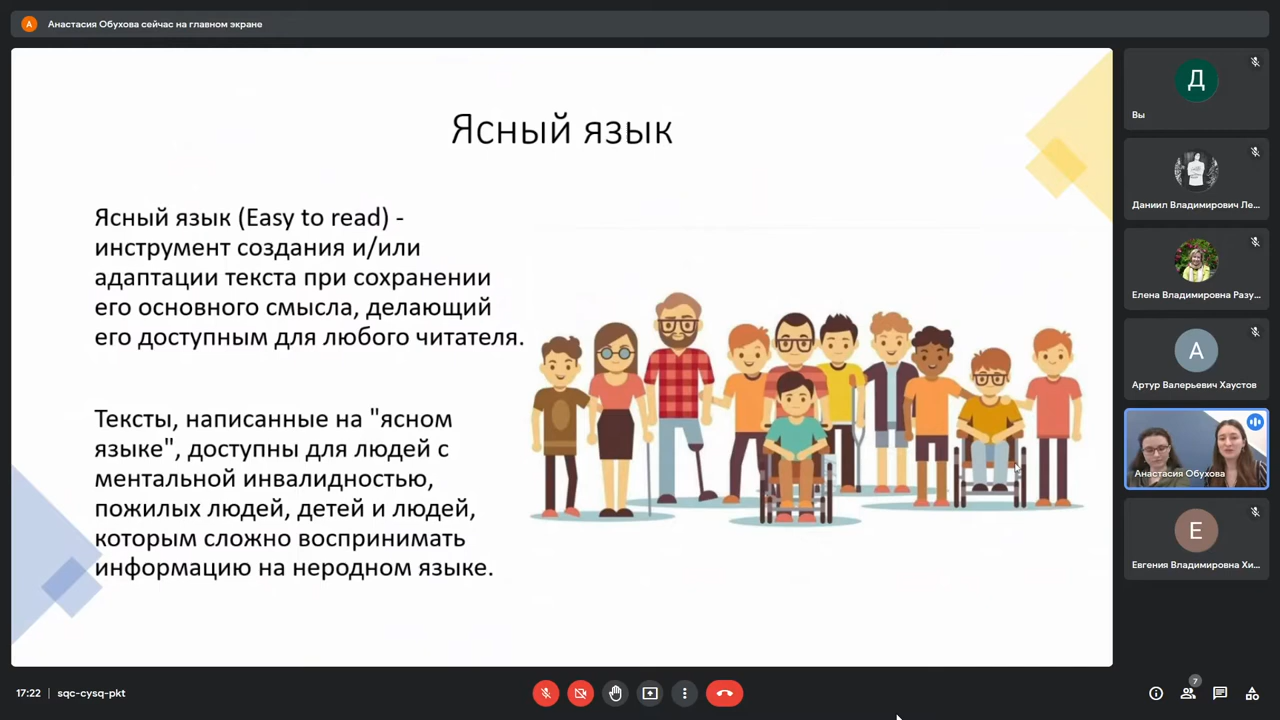 А
Анастасия Обухова сейчас на главном экране
Ясный язык
Ясный язык (Easy to read) -
инструмент создания и/или
адаптации текста при сохранении
его основного смысла, делающий
его доступным для любого читателя.
Тексты, написанные на "ясном
языке", доступны для людей с
ментальной инвалидностью,
пожилых людей, детей и людей,
которым сложно воспринимать
информацию на неродном языке.
Д
Вы
Даниил Владимирович Ле...
Елена Владимировна Разу...
А
Артур Валерьевич Хаустов
Анастасия Обухова
Е
Евгения Владимировна Хи...
17:22 | sqc-cysq-pkt
7